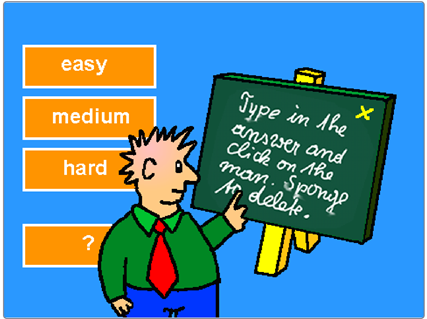 easy
medium
hard
?
Type in the
answer and
click on the
man. Sponge
to delete.
x